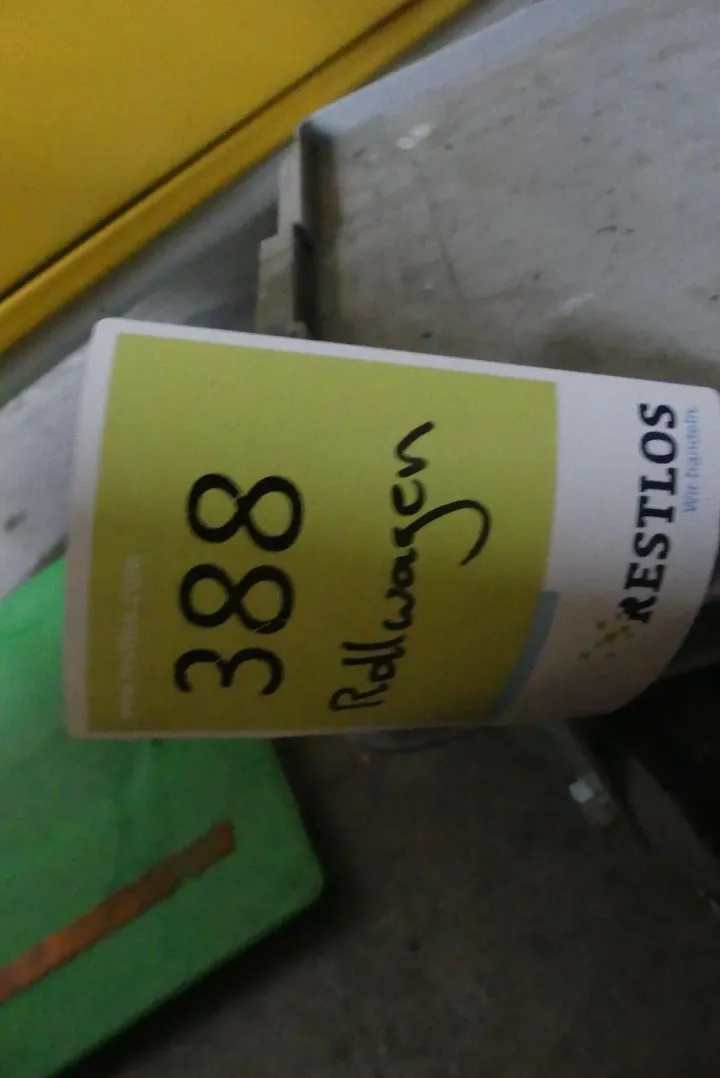 RESTLOS
Wir handeln.
Rollwagen
388